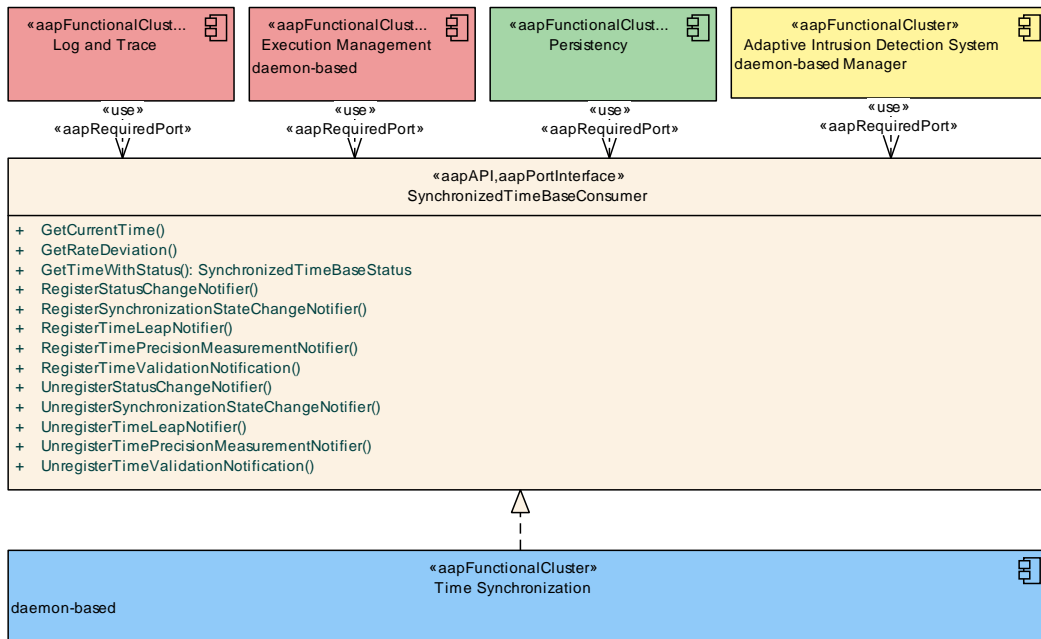 «aapFunctionalClust...
Log and Trace
«aapFunctionalClust...
Execution Management
daemon-based
«aapFunctionalClust...
Persistency
«aapFunctionalCluster»
Adaptive Intrusion Detection System
daemon-based Manager
«use»
«aapRequiredPort»
«use»
«aapRequiredPort»
«use»
«aapRequiredPort»
«use»
«aapRequiredPort»
«aapAPI,aapPortInterface»
SynchronizedTimeBaseConsumer
+ GetCurrentTime()
+ GetRateDeviation()
+ GetTimeWithStatus(): SynchronizedTimeBaseStatus
+ RegisterStatusChangeNotifier()
+ RegisterSynchronizationStateChangeNotifier()
+ RegisterTimeLeapNotifier()
+ RegisterTimePrecisionMeasurementNotifier()
+ RegisterTimeValidationNotification()
+ UnregisterStatusChangeNotifier()
+ UnregisterSynchronizationStateChangeNotifier()
+ UnregisterTimeLeapNotifier()
+ UnregisterTimePrecisionMeasurementNotifier()
+ UnregisterTimeValidationNotification()
«aapFunctionalCluster»
Time Synchronization
daemon-based